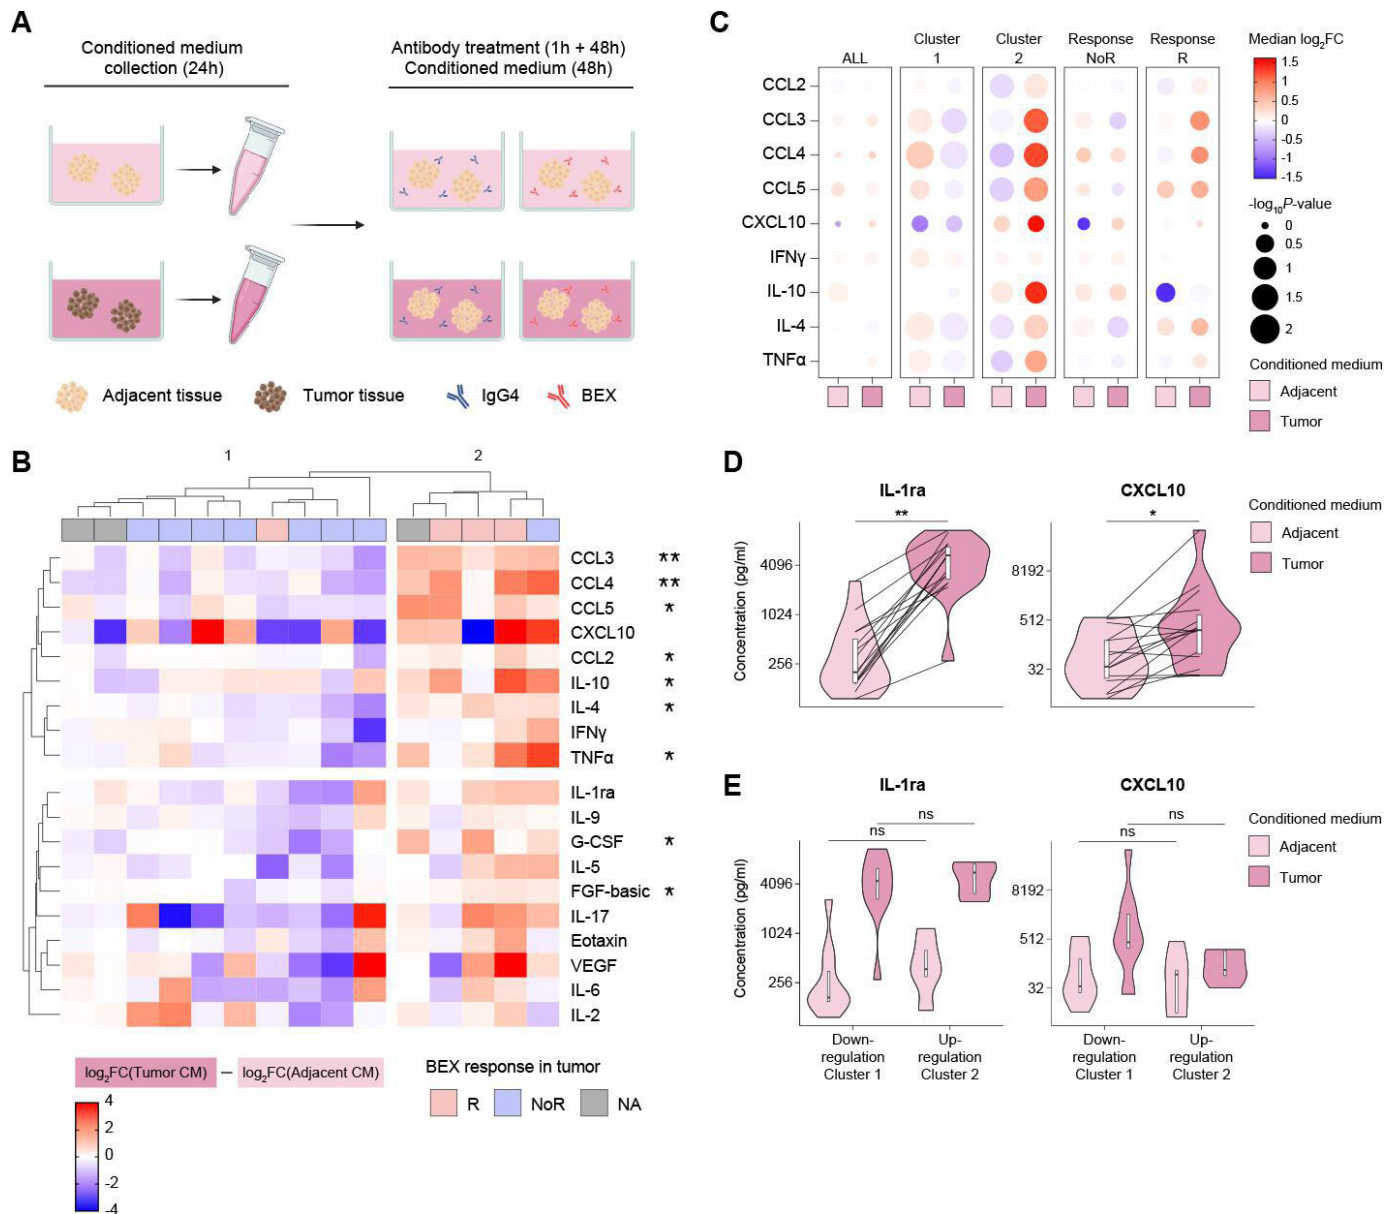 A
Conditioned medium
collection (24h)
Antibody treatment (1h + 48h)
Conditioned medium (48h)
Adjacent tissue
Tumor tissue
IgG4
BEX
B
1
2
CCL3 **
CCL4 **
CCL5 *
CXCL10
CCL2 *
IL-10 *
IL-4 *
IFNγ
TNFα *
IL-1ra
IL-9
G-CSF *
IL-5
FGF-basic *
IL-17
Eotaxin
VEGF
IL-6
IL-2
log₂FC(Tumor CM) – log₂FC(Adjacent CM)
4
2
0
-2
-4
BEX response in tumor
R
NoR
NA
C
ALL
Cluster
1
Cluster
2
Response
NoR
Response
R
CCL2
CCL3
CCL4
CCL5
CXCL10
IFNγ
IL-10
IL-4
TNFα
Median log₂FC
1.5
1
0.5
0
-0.5
-1
-1.5
-log₁₀P-value
0
0.5
1
1.5
2
Conditioned medium
Adjacent
Tumor
D
IL-1ra
**
Concentration (pg/ml)
4096
1024
256
CXCL10
*
8192
512
32
Conditioned medium
Adjacent
Tumor
E
IL-1ra
ns
ns
Concentration (pg/ml)
4096
1024
256
Down-
regulation
Cluster 1
Up-
regulation
Cluster 2
CXCL10
ns
ns
8192
512
32
Down-
regulation
Cluster 1
Up-
regulation
Cluster 2
Conditioned medium
Adjacent
Tumor